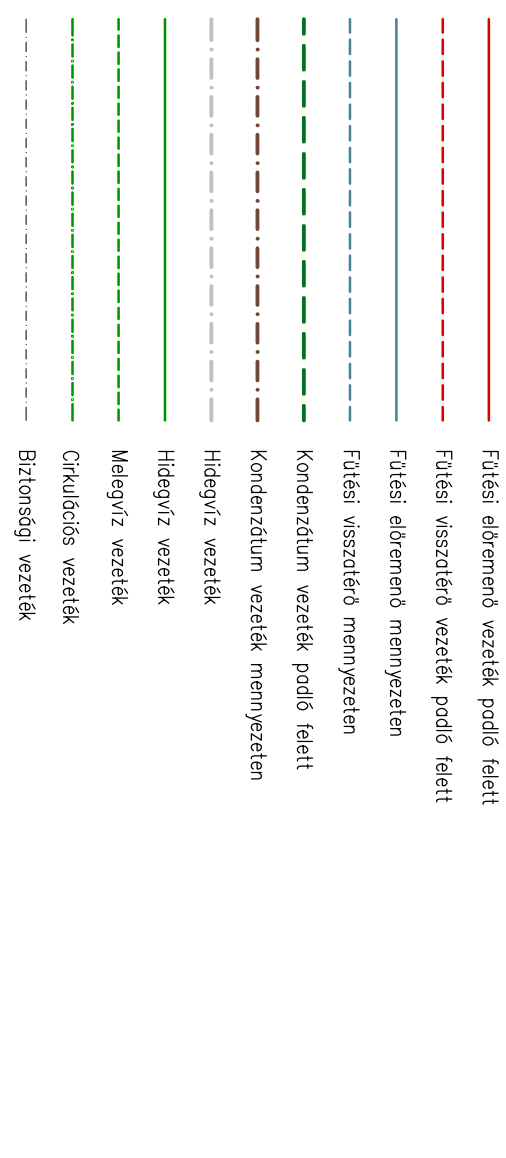 Fűtési előremenő vezeték padló felett
Fűtési visszatérő vezeték padló felett
Fűtési előremenő mennyezeten
Fűtési visszatérő mennyezeten
Kondenzátum vezeték padló felett
Kondenzátum vezeték mennyezeten
Hidegvíz vezeték
Hidegvíz vezeték
Melegvíz vezeték
Cirkulációs vezeték
Biztonsági vezeték